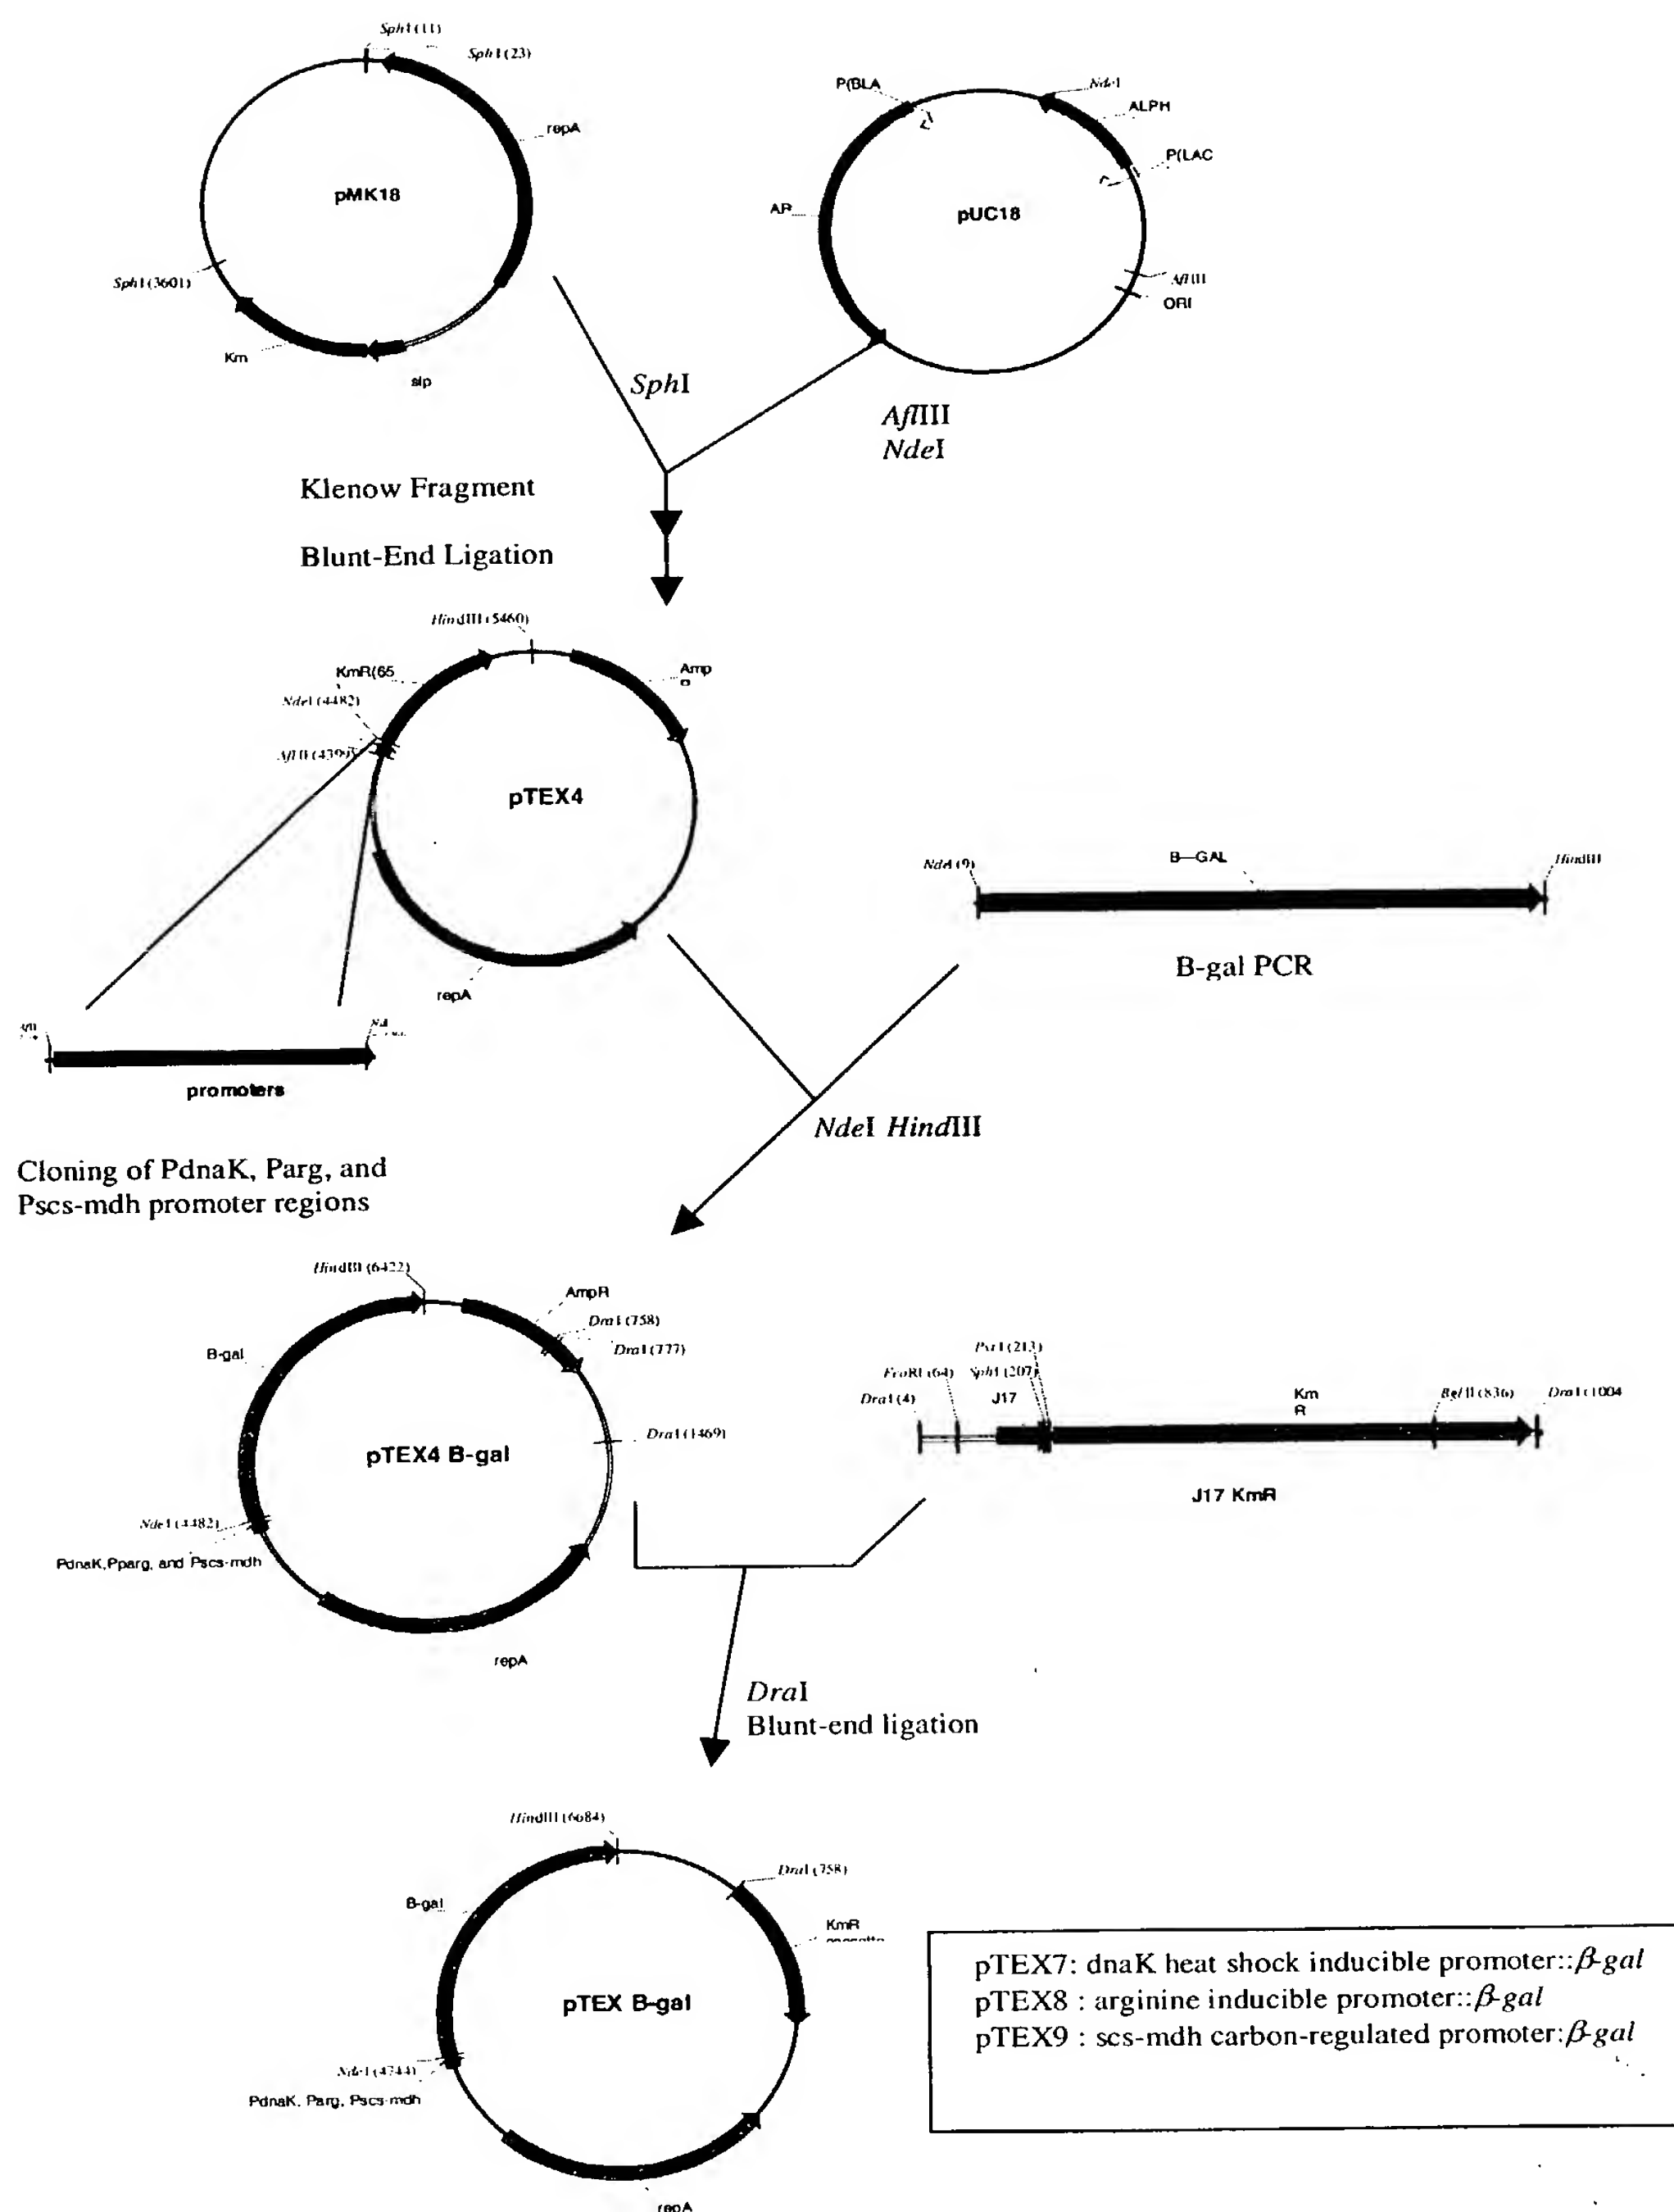 SphI (11)
SphI (23)
repA
pMK18
SphI (3601)
Km
slp
P(BLA
NdeI
ALPH
P(LAC
AP
pUC18
AflIII
ORI
SphI
AflIII
NdeI
Klenow Fragment
Blunt-End Ligation
HindIII (5460)
KmR(65
Amp
NdeI (4482)
AflII (4399)
pTEX4
repA
NdeI (9)
B—GAL
HindIII
B-gal PCR
promoters
NdeI HindIII
Cloning of PdnaK, Parg, and
Pscs-mdh promoter regions
HindIII (6422)
AmpR
DraI (758)
DraI (777)
B-gal
DraI (1469)
pTEX4 B-gal
NdeI (4482)
PdnaK,Pparg, and Pscs-mdh
repA
PstI (213)
EcoRI (64)
SphI (207)
DraI (4)
J17
Km
R
BglII (836)
DraI (1004
J17 KmR
DraI
Blunt-end ligation
HindIII (6684)
DraI (758)
B-gal
KmR
pTEX B-gal
NdeI (4744)
PdnaK, Parg, Pscs-mdh
repA
pTEX7: dnaK heat shock inducible promoter::β-gal
pTEX8 : arginine inducible promoter::β-gal
pTEX9 : scs-mdh carbon-regulated promoter:β-gal